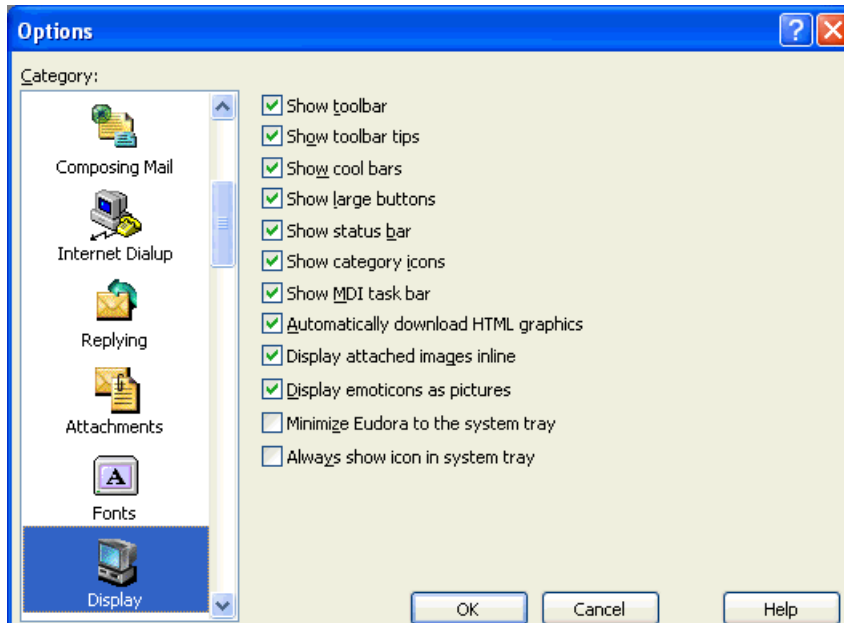 Options
Category:
Composing Mail
Internet Dialup
Replying
Attachments
A
Fonts
Display
Show toolbar
Show toolbar tips
Show cool bars
Show large buttons
Show status bar
Show category icons
Show MDI task bar
Automatically download HTML graphics
Display attached images inline
Display emoticons as pictures
Minimize Eudora to the system tray
Always show icon in system tray
OK
Cancel
Help